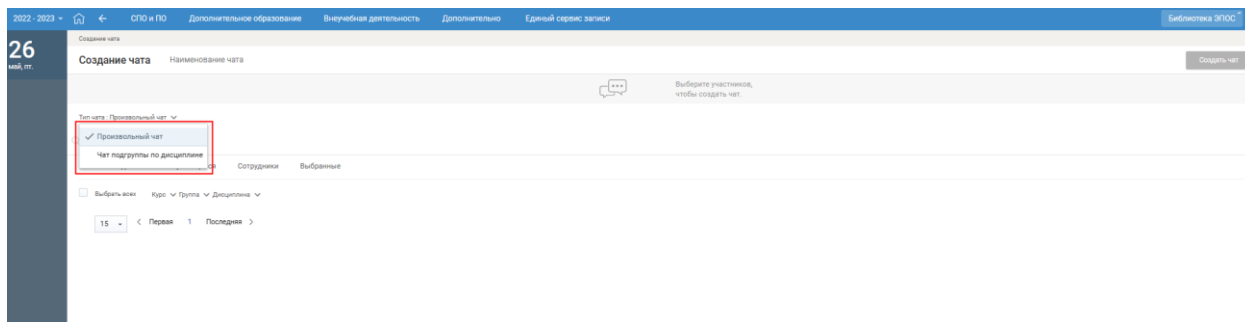 2022 - 2023 СПО и ПО Дополнительное образование Внеучебная деятельность Дополнительно Единый сервис записи Библиотека ЭПОС
26
май, пт.
Создание чата
Создание чата Наименование чата Создать чат
Выберите участников,
чтобы создать чат.
Тип чата : Произвольный чат
Произвольный чат
Чат подгруппы по дисциплине
Сотрудники Выбранные
Выбрать всех Курс Группа Дисциплина
15 Первая 1 Последняя